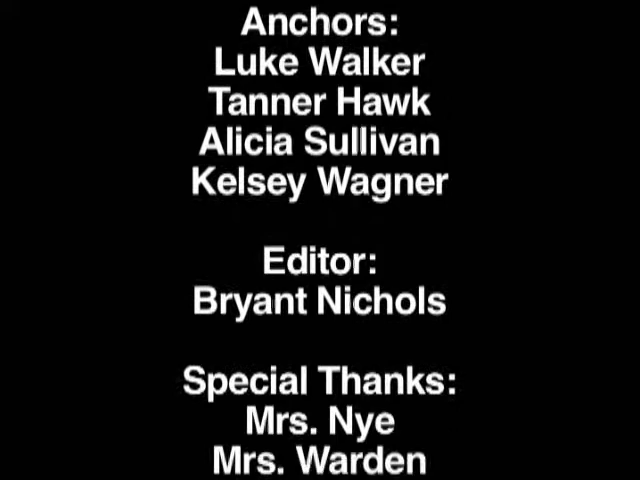 Anchors:
Luke Walker
Tanner Hawk
Alicia Sullivan
Kelsey Wagner
Editor:
Bryant Nichols
Special Thanks:
Mrs. Nye
Mrs. Warden